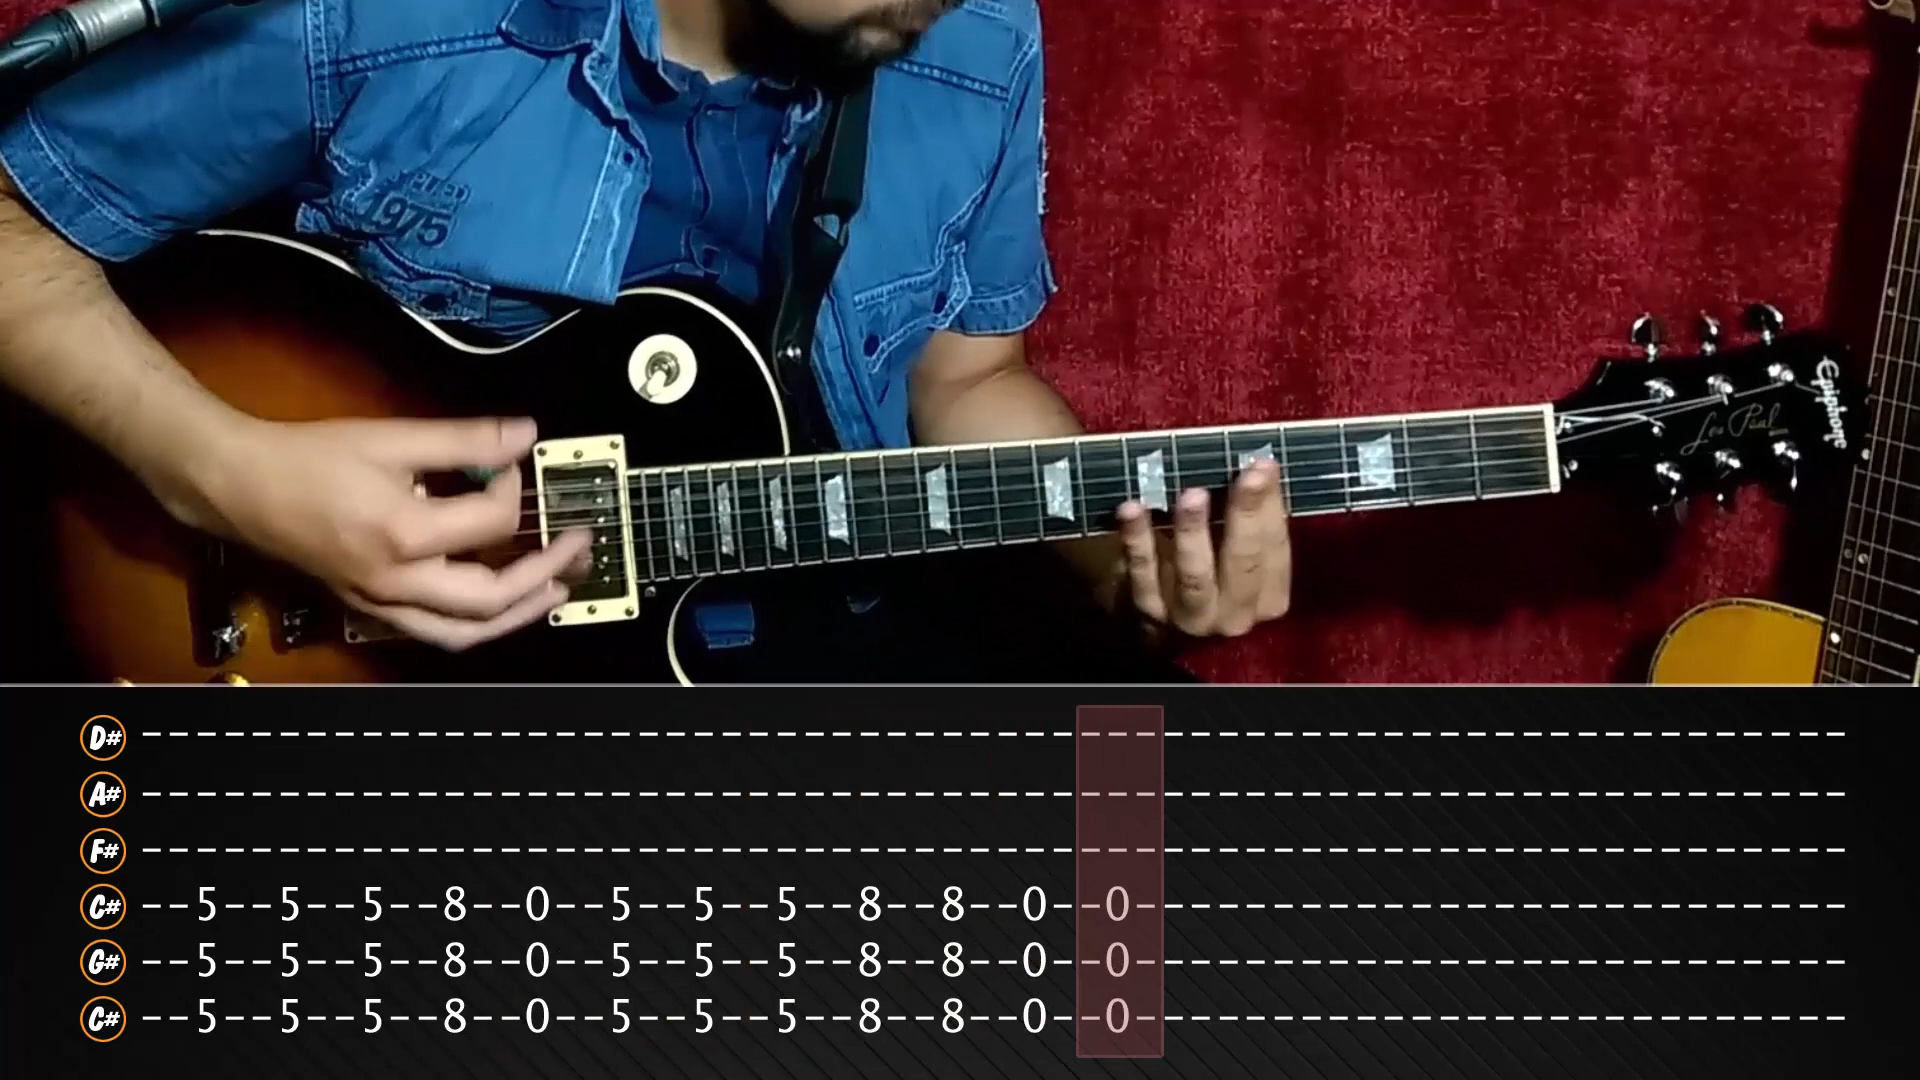 APPLIED
1975
Les Paul
Epiphone
D# --------------------------------------------------------------
A# --------------------------------------------------------------
F# --------------------------------------------------------------
C# --5--5--5--8--0--5--5--5--8--8--0--0--------------------------
G# --5--5--5--8--0--5--5--5--8--8--0--0--------------------------
C# --5--5--5--8--0--5--5--5--8--8--0--0--------------------------